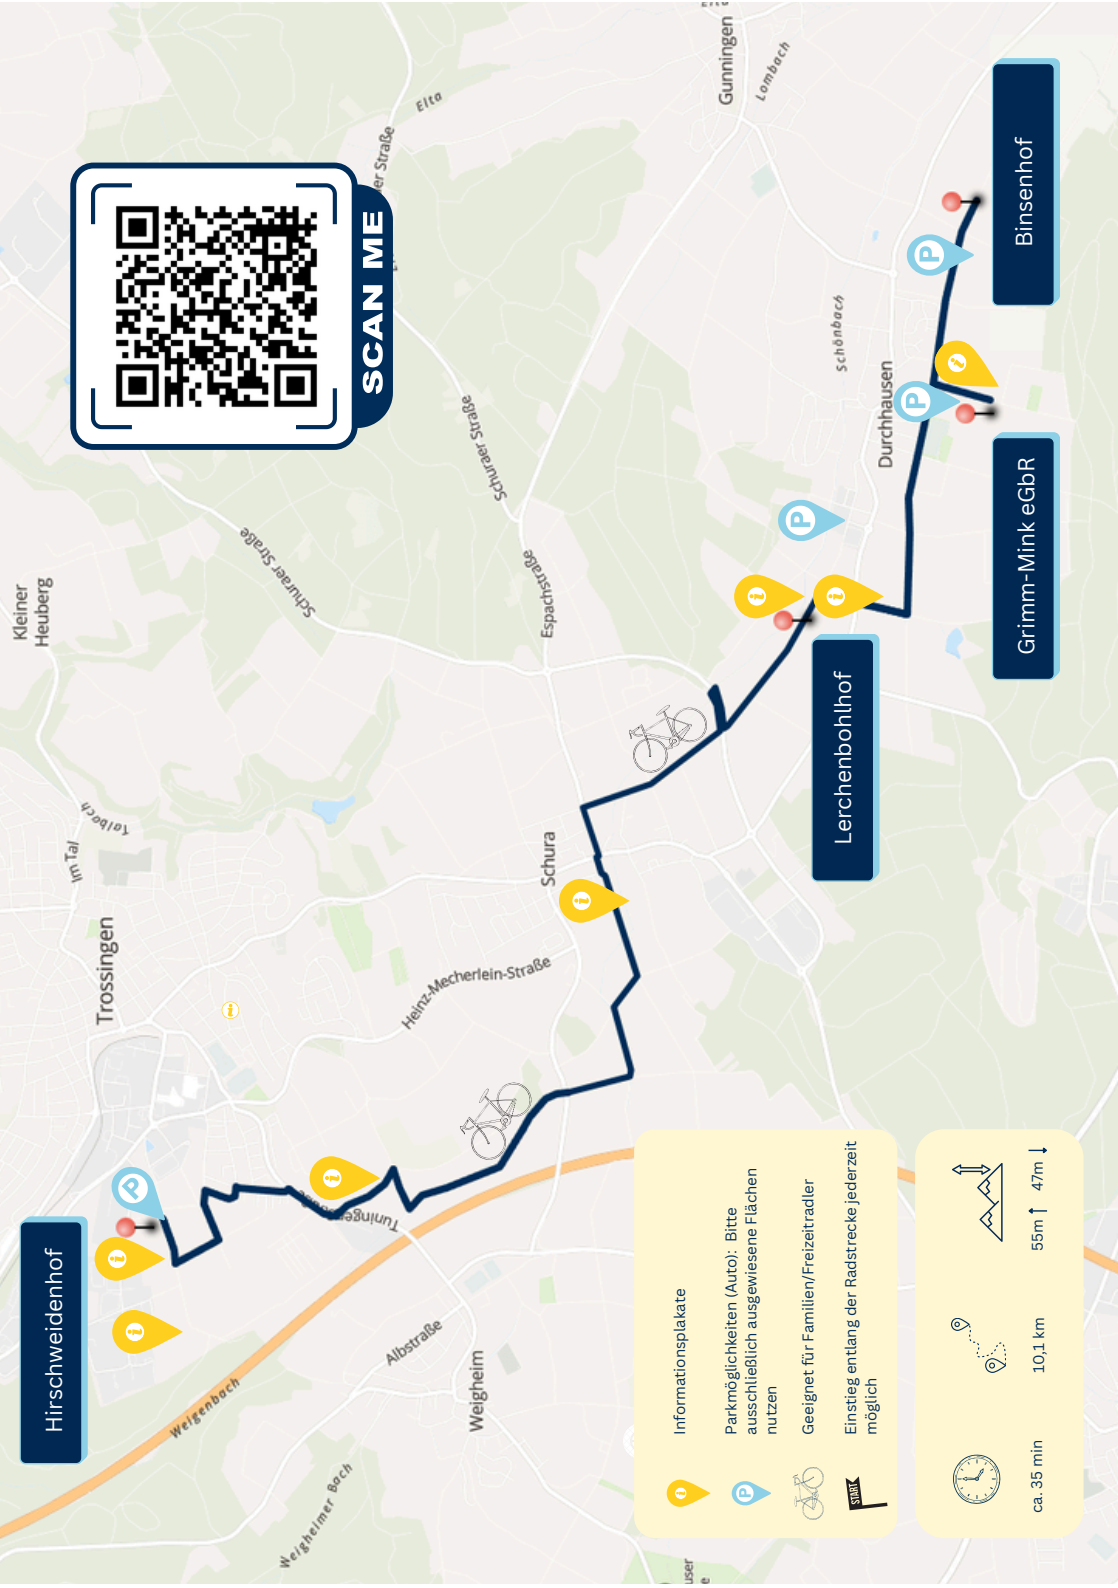 Hirschweidenhof
Trossingen
Im Tal
Talbach
Kleiner
Heuberg
SCAN ME
er Straße
Elta
Elta
Gunningen
Lombach
Schuraer Straße
Schuraer Straße
Espachstraße
Schura
Heinz-Mecherlein-Straße
Weigenbach
Weigheimer Bach
Albstraße
Weigheim
Schönbach
Durchhausen
Lerchenbohlhof
Grimm-Mink eGbR
Binsenhof
P
P
P
P
i
i
i
i
i
i
i
i
Informationsplakate
P
Parkmöglichkeiten (Auto): Bitte
ausschließlich ausgewiesene Flächen
nutzen
Geeignet für Familien/Freizeitradler
START
Einstieg entlang der Radstrecke jederzeit
möglich
ca. 35 min
10,1 km
55m ↑ 47m ↓